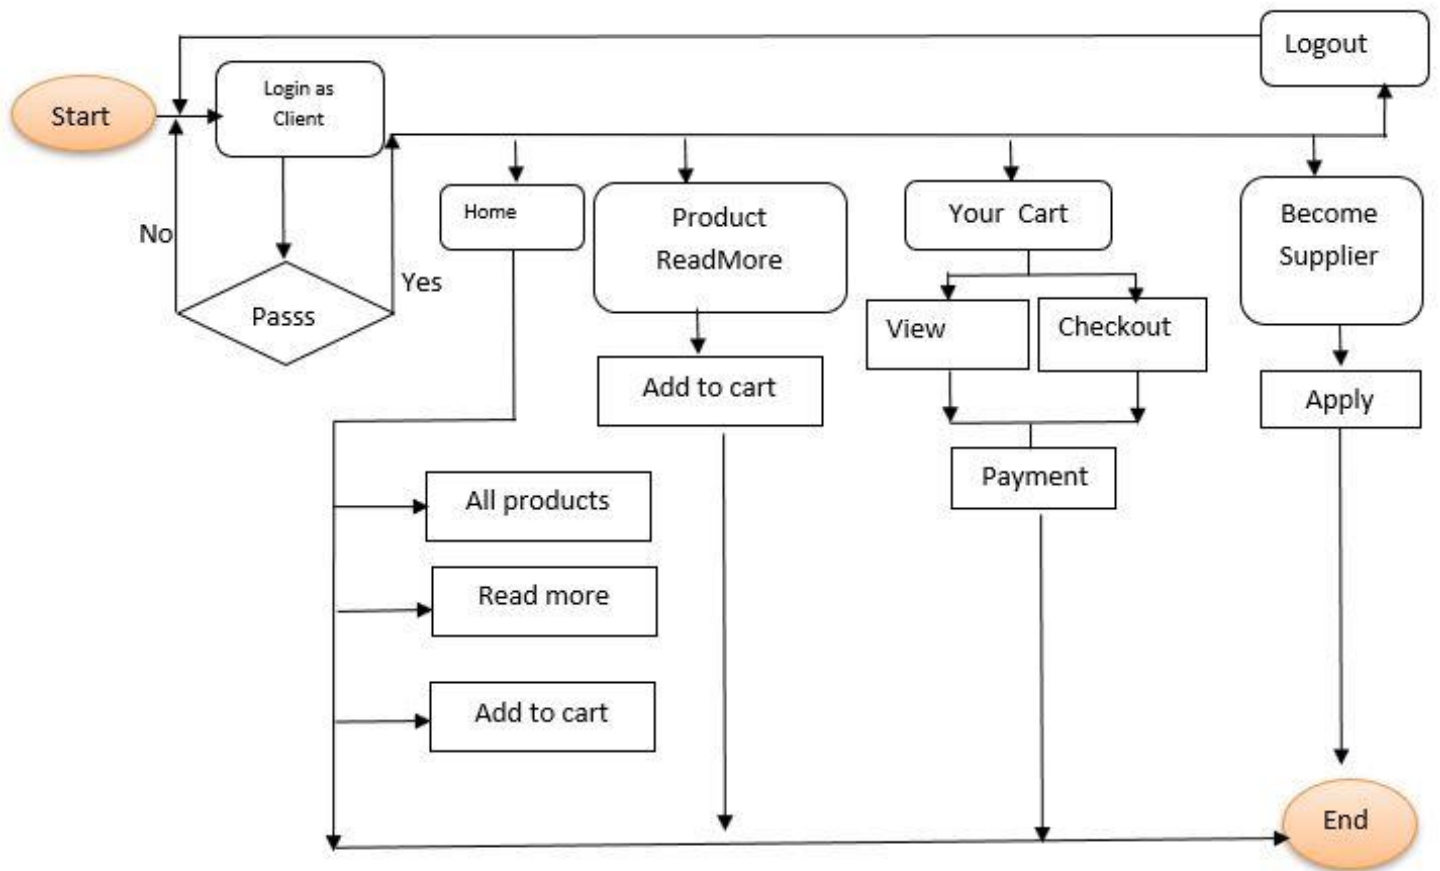 Logout
Start
Login as
Client
No
Yes
Passs
Home
Product
ReadMore
Your Cart
Become
Supplier
View
Checkout
Add to cart
Apply
Payment
All products
Read more
Add to cart
End